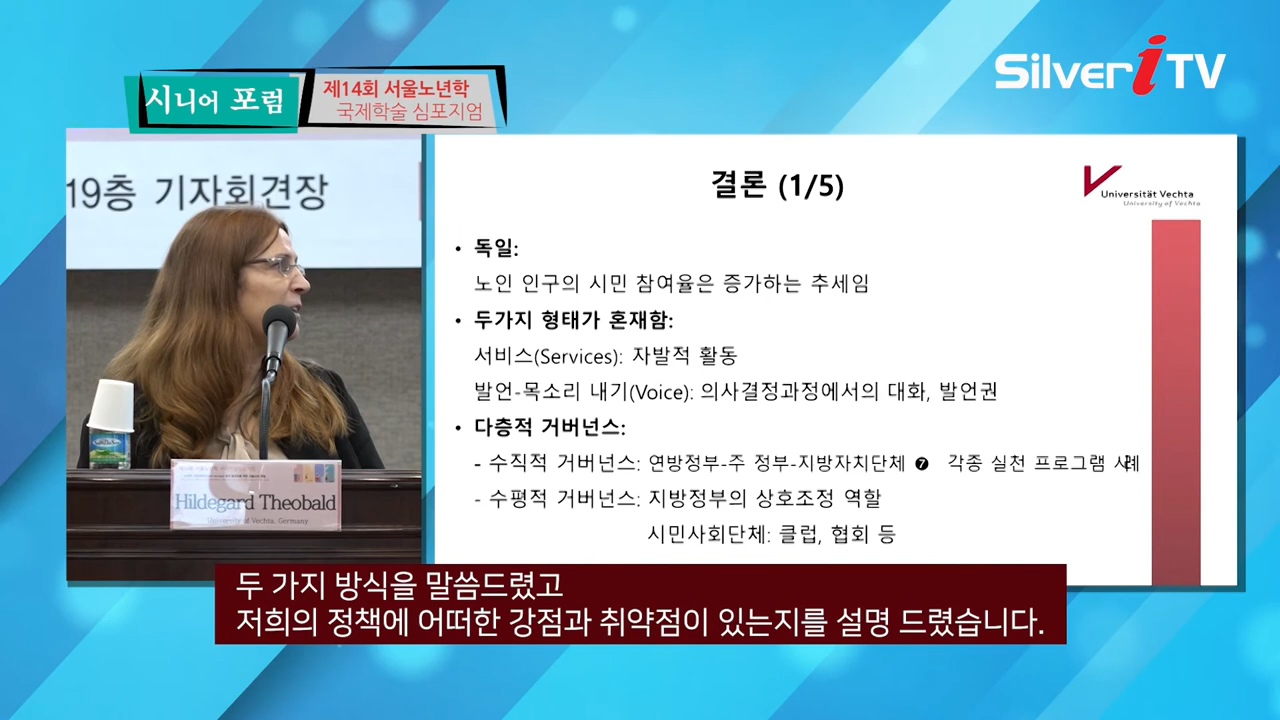 시니어 포럼
제14회 서울노년학
국제학술 심포지엄
Silver i TV
19층 기자회견장
결론 (1/5)
Universität Vechta
University of Vechta
• 독일:
노인 인구의 시민 참여율은 증가하는 추세임
• 두가지 형태가 혼재함:
서비스(Services): 자발적 활동
발언-목소리 내기(Voice): 의사결정과정에서의 대화, 발언권
• 다층적 거버넌스:
- 수직적 거버넌스: 연방정부-주 정부-지방자치단체 ❼ 각종 실천 프로그램 사례
- 수평적 거버넌스: 지방정부의 상호조정 역할
시민사회단체: 클럽, 협회 등
Hildegard Theobald
University of Vechta, Germany
두 가지 방식을 말씀드렸고
저희의 정책에 어떠한 강점과 취약점이 있는지를 설명 드렸습니다.